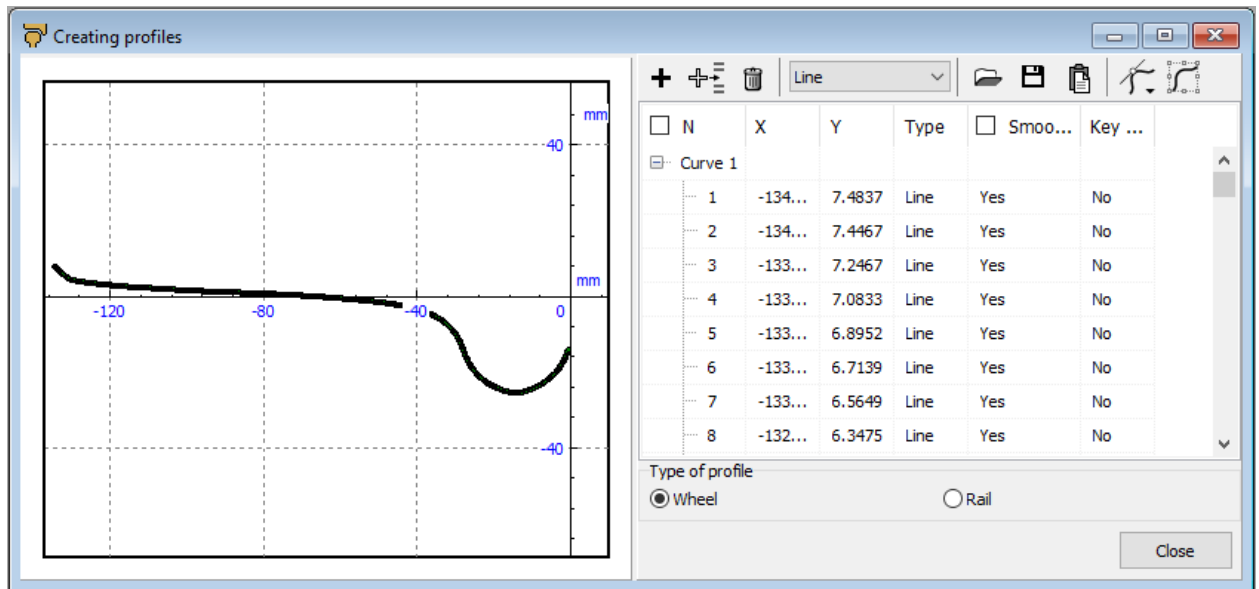 Creating profiles
mm
40
mm
-120
-80
-40
0
-40
Line
N X Y Type Smoo... Key ...
Curve 1
1 -134... 7.4837 Line Yes No
2 -134... 7.4467 Line Yes No
3 -133... 7.2467 Line Yes No
4 -133... 7.0833 Line Yes No
5 -133... 6.8952 Line Yes No
6 -133... 6.7139 Line Yes No
7 -133... 6.5649 Line Yes No
8 -132... 6.3475 Line Yes No
Type of profile
Wheel Rail
Close